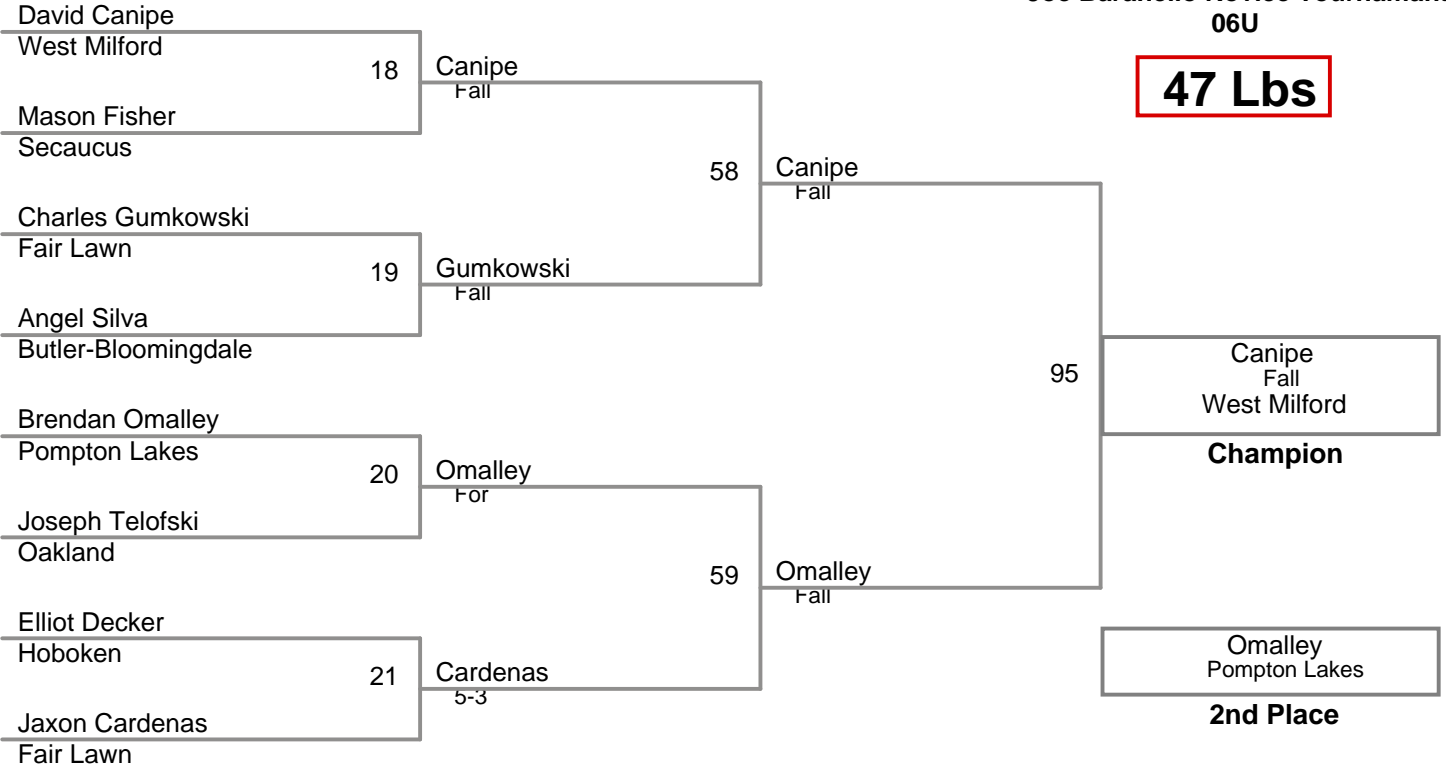 06U
47 Lbs
David Canipe
West Milford
18
Mason Fisher
Secaucus
Canipe
Fall
Charles Gumkowski
Fair Lawn
19
Angel Silva
Butler-Bloomingdale
Gumkowski
Fall
58
Canipe
Fall
Brendan Omalley
Pompton Lakes
20
Joseph Telofski
Oakland
Omalley
For
Elliot Decker
Hoboken
21
Jaxon Cardenas
Fair Lawn
Cardenas
5-3
59
Omalley
Fall
95
Canipe
Fall
West Milford
Champion
Omalley
Pompton Lakes
2nd Place